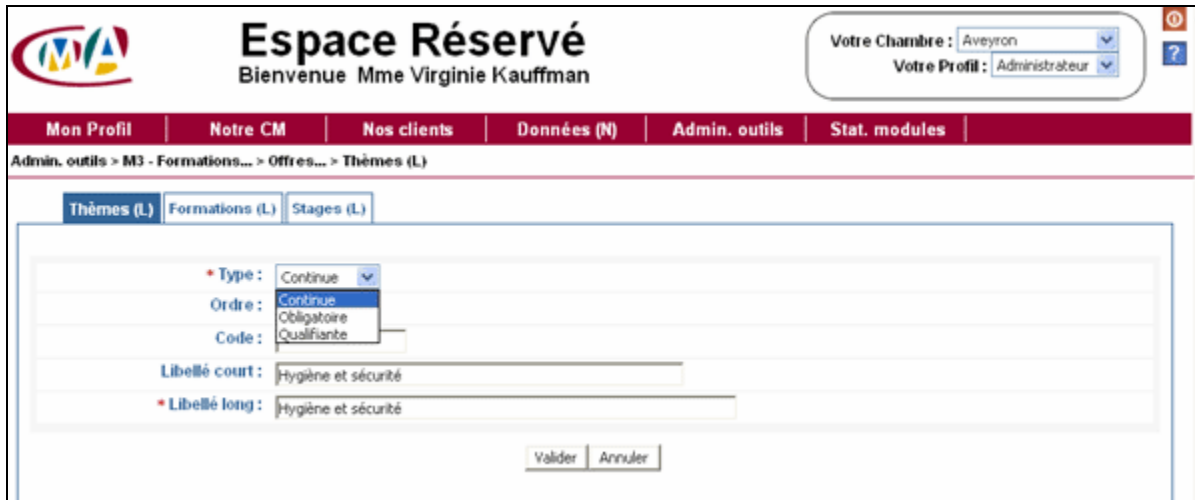 CMA
Espace Réservé
Bienvenue Mme Virginie Kauffman
Votre Chambre : Aveyron
Votre Profil : Administrateur
?
Mon Profil Notre CM Nos clients Données (N) Admin. outils Stat. modules
Admin. outils > M3 - Formations... > Offres... > Thèmes (L)
Thèmes (L) Formations (L) Stages (L)
* Type : Continue
Continue
Ordre :
Obligatoire
Qualifiante
Code :
Libellé court : Hygiène et sécurité
* Libellé long : Hygiène et sécurité
Valider Annuler